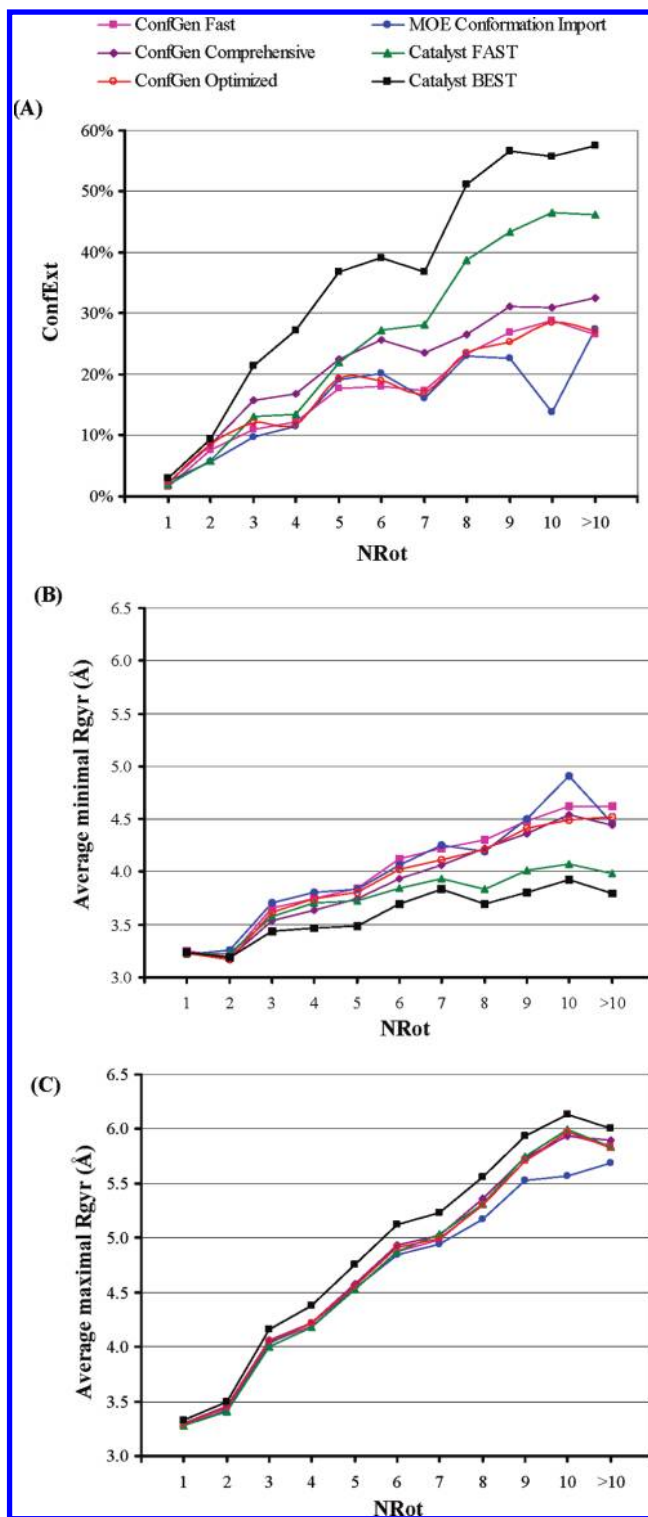 ConfGen Fast
MOE Conformation Import
ConfGen Comprehensive
Catalyst FAST
ConfGen Optimized
Catalyst BEST
(A)
60%
50%
40%
30%
20%
10%
0%
ConfExt
1 2 3 4 5 6 7 8 9 10 >10
NRot
(B)
6.5
6.0
5.5
5.0
4.5
4.0
3.5
3.0
Average minimal Rgyr (Å)
1 2 3 4 5 6 7 8 9 10 >10
NRot
(C)
6.5
6.0
5.5
5.0
4.5
4.0
3.5
3.0
Average maximal Rgyr (Å)
1 2 3 4 5 6 7 8 9 10 >10
NRot